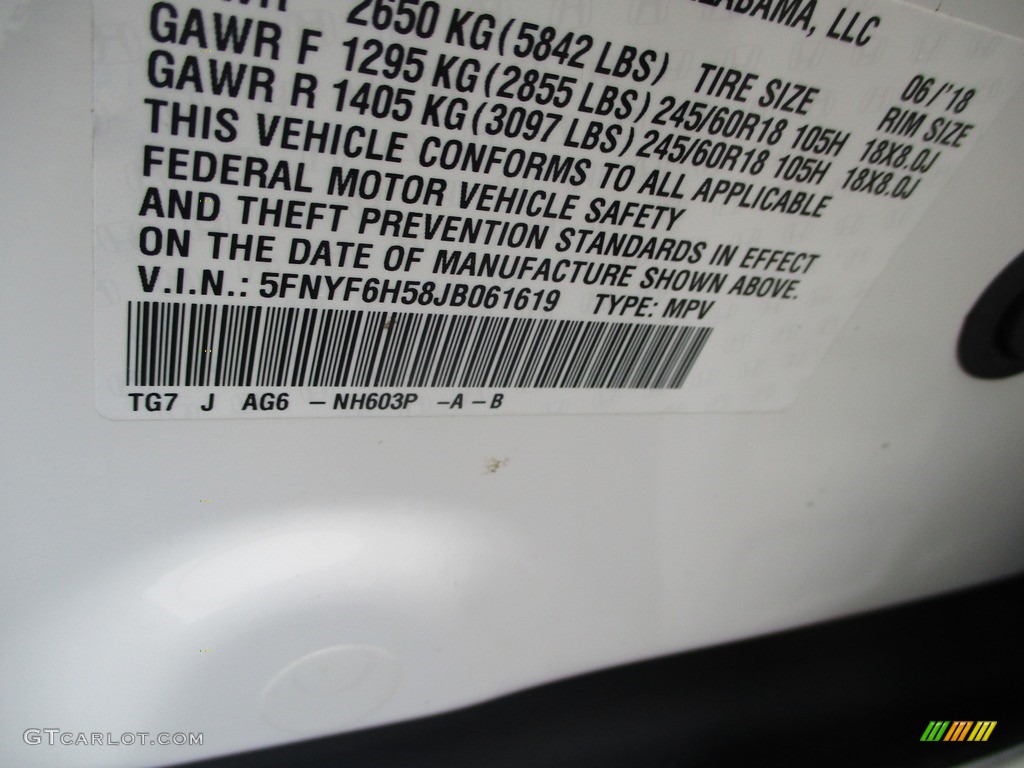 ALABAMA, LLC
2650 KG (5842 LBS) 06/'18
GAWR F 1295 KG (2855 LBS) TIRE SIZE RIM SIZE
GAWR R 1405 KG (3097 LBS) 245/60R18 105H 18X8.0J
245/60R18 105H 18X8.0J
THIS VEHICLE CONFORMS TO ALL APPLICABLE
FEDERAL MOTOR VEHICLE SAFETY
AND THEFT PREVENTION STANDARDS IN EFFECT
ON THE DATE OF MANUFACTURE SHOWN ABOVE.
V.I.N.: 5FNYF6H58JB061619 TYPE: MPV
TG7 J AG6 – NH603P –A – B
GTCARLOT.COM